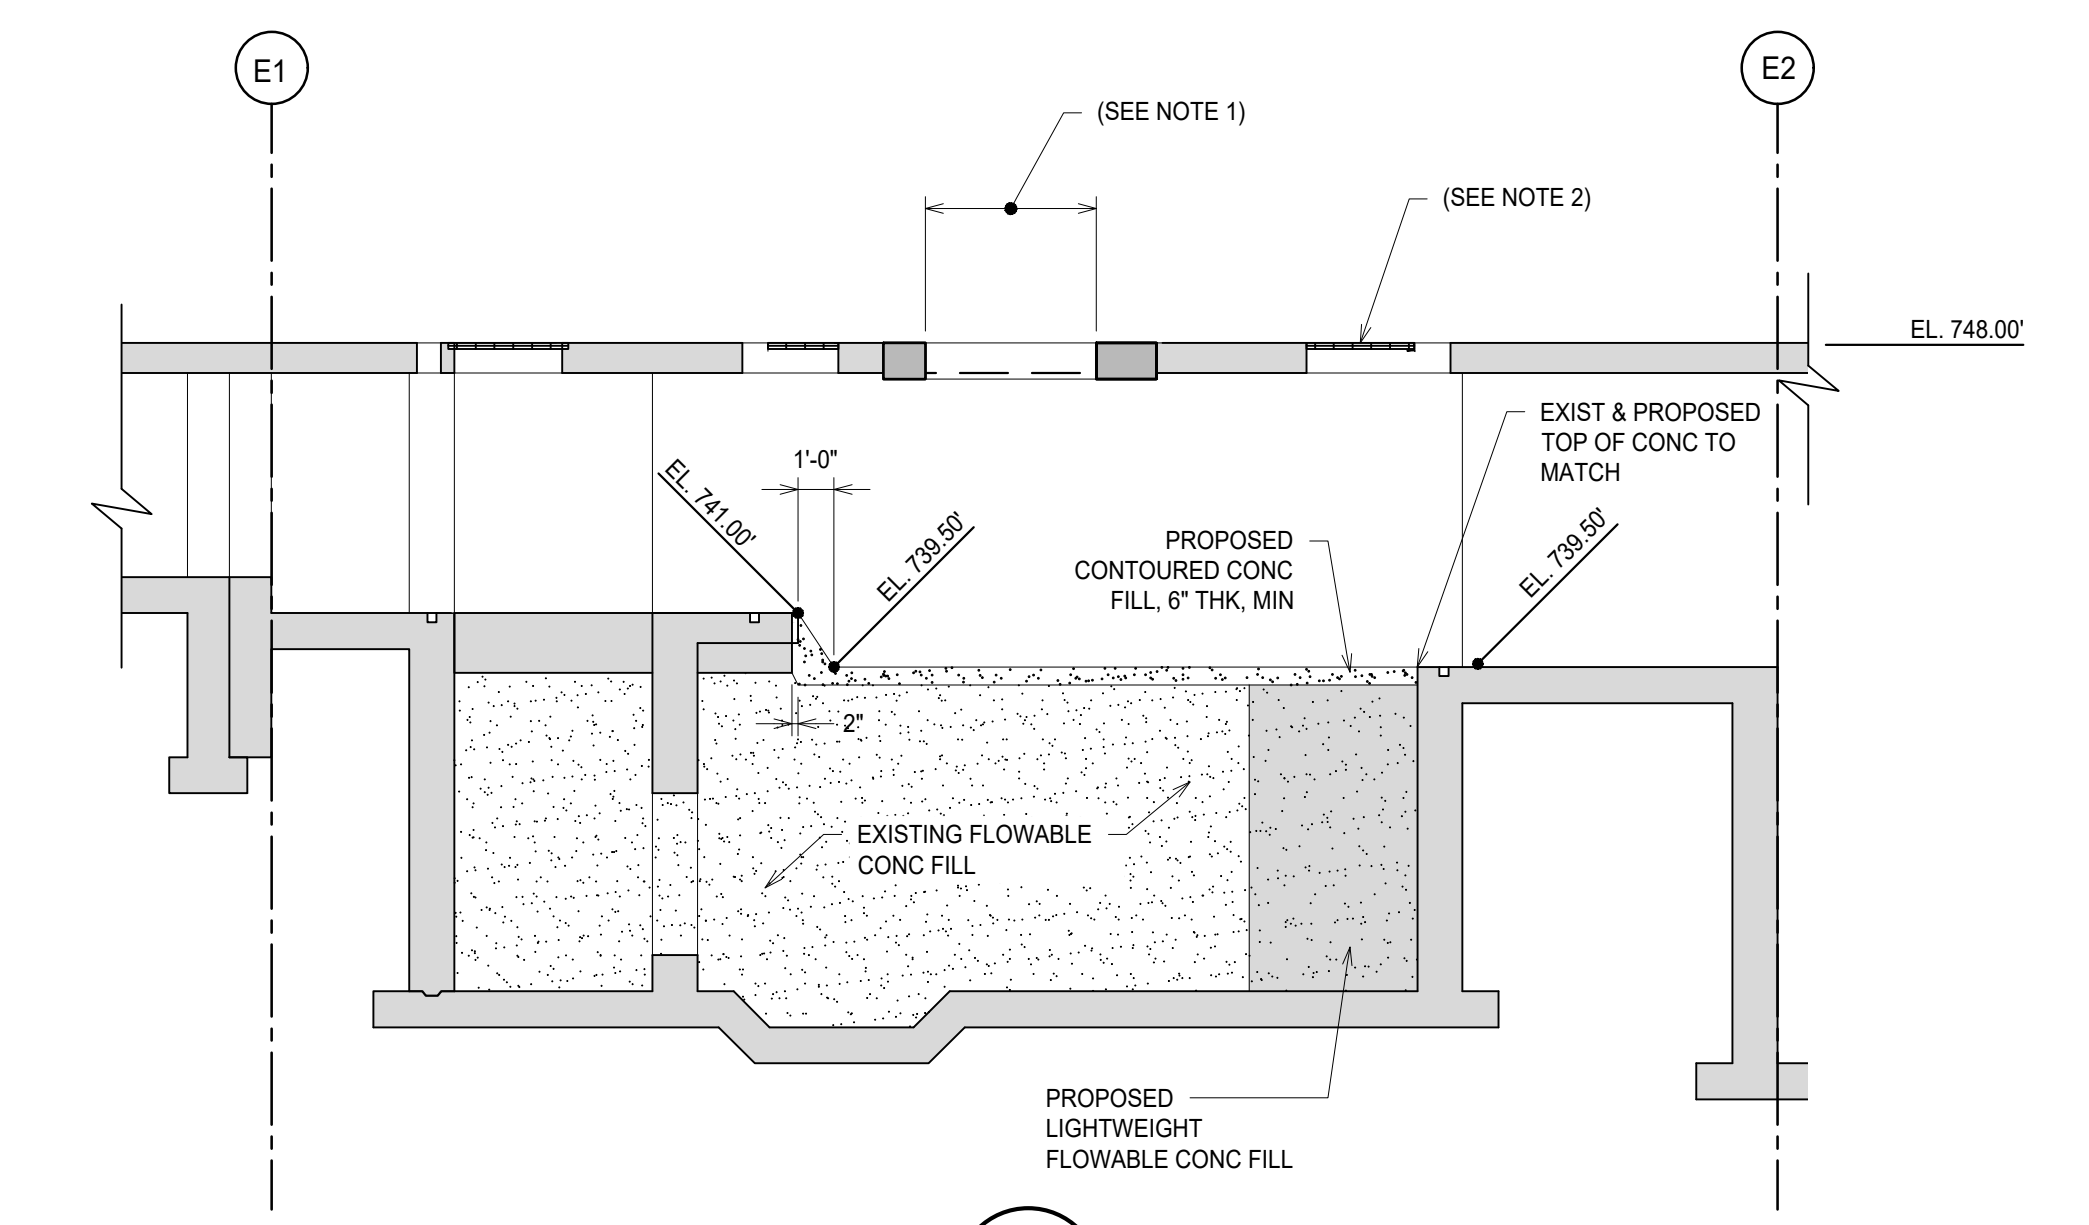 E1
E2
(SEE NOTE 1)
(SEE NOTE 2)
EL. 748.00'
EXIST & PROPOSED
TOP OF CONC TO
MATCH
1'-0"
EL. 741.00'
EL. 739.50'
EL. 739.50'
PROPOSED
CONTOURED CONC
FILL, 6" THK, MIN
2"
EXISTING FLOWABLE
CONC FILL
PROPOSED
LIGHTWEIGHT
FLOWABLE CONC FILL